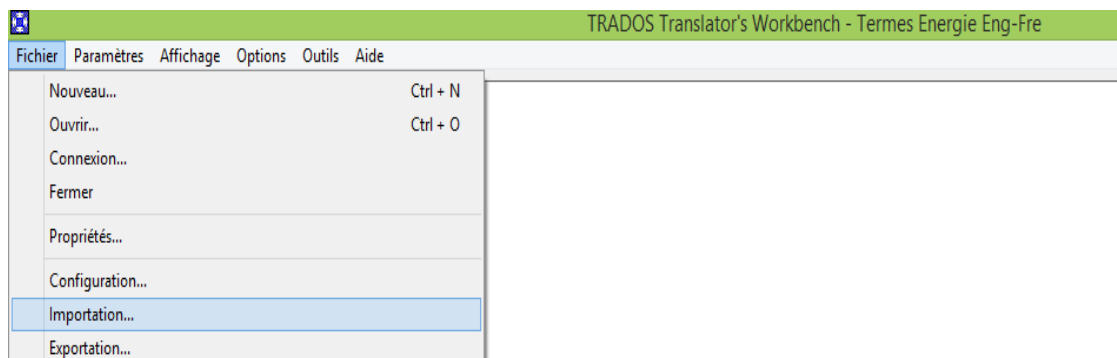 TRADOS Translator's Workbench - Termes Energie Eng-Fre
Fichier Paramètres Affichage Options Outils Aide
Nouveau... Ctrl + N
Ouvrir... Ctrl + O
Connexion...
Fermer
Propriétés...
Configuration...
Importation...
Exportation...